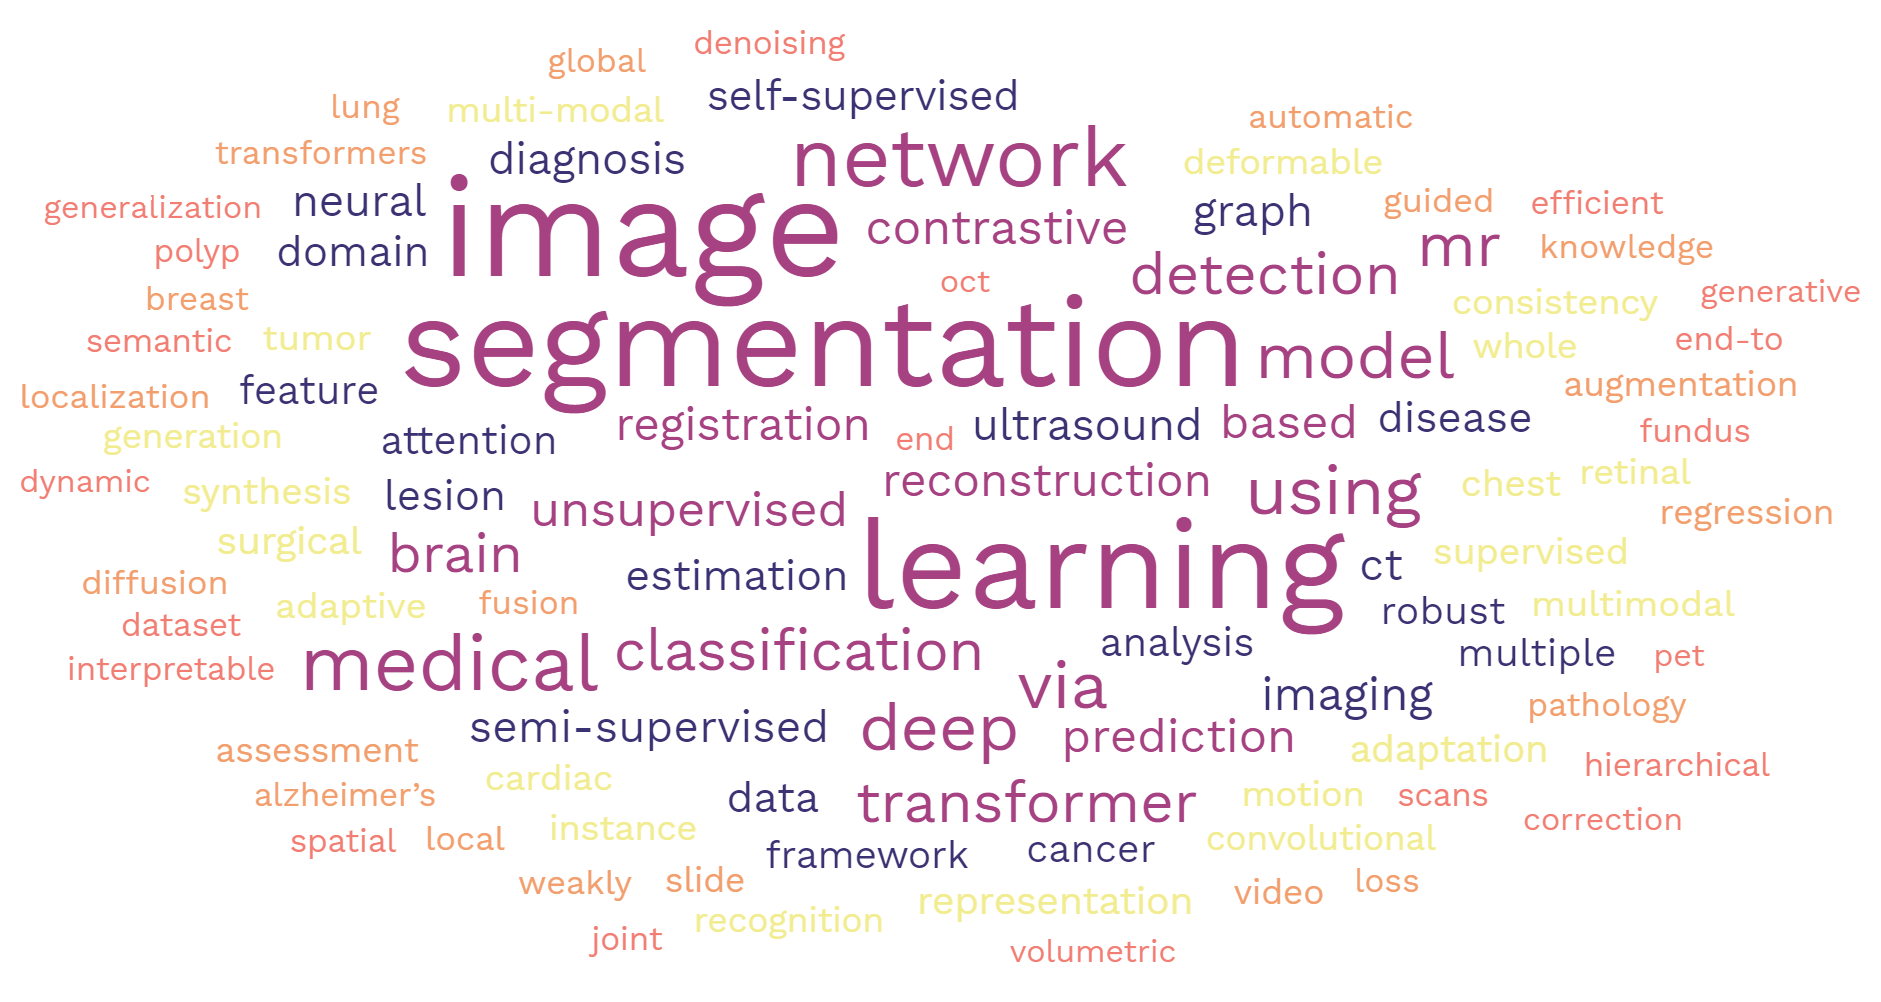 denoising
global
self-supervised
lung
multi-modal
automatic
network
transformers
diagnosis
deformable
neural
image
generalization
contrastive
graph
guided
efficient
polyp
domain
detection
mr
knowledge
oct
breast
consistency
generative
semantic
tumor
segmentation
model
whole
end-to
localization
feature
augmentation
generation
attention
registration
end
ultrasound
based
disease
fundus
dynamic
synthesis
lesion
unsupervised
reconstruction
using
chest
retinal
regression
surgical
brain
estimation
learning
ct
supervised
diffusion
adaptive
fusion
robust
multimodal
dataset
interpretable
medical
classification
analysis
multiple
pet
via
imaging
pathology
semi-supervised
deep
prediction
adaptation
assessment
hierarchical
cardiac
alzheimer’s
data
transformer
motion
scans
correction
spatial
local
instance
framework
cancer
convolutional
weakly
slide
representation
video
loss
recognition
joint
volumetric